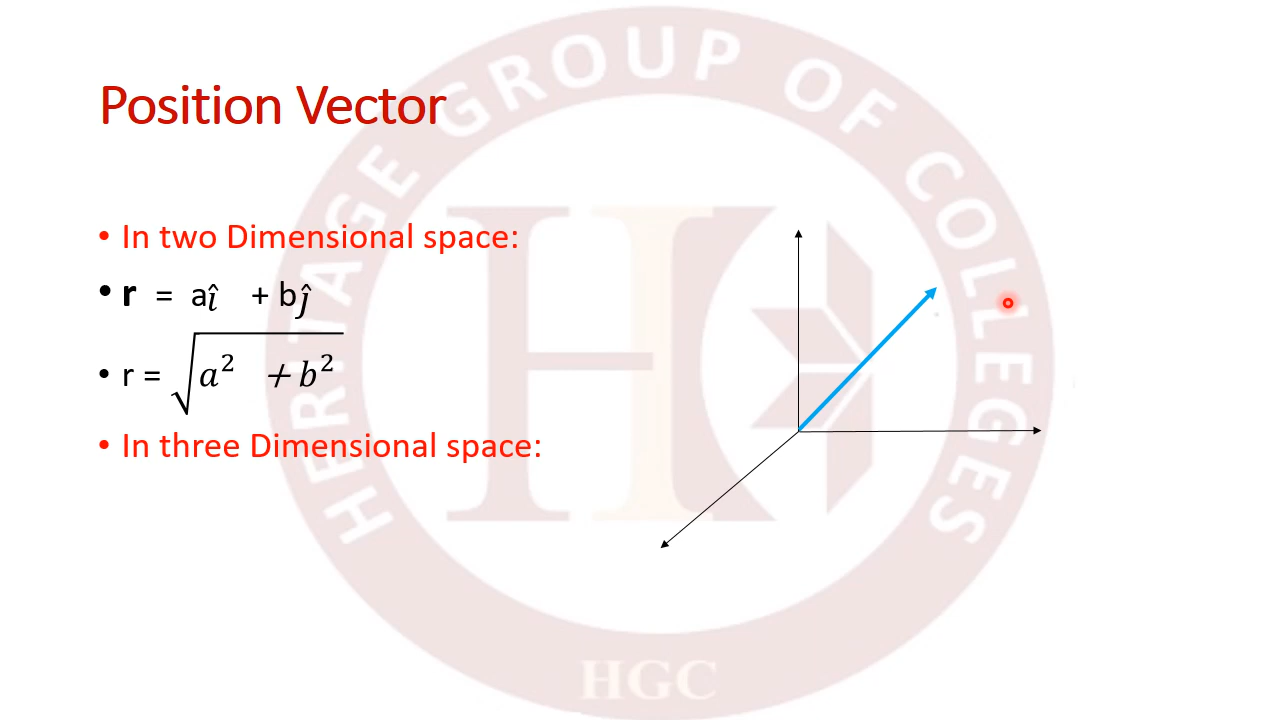 Position Vector
• In two Dimensional space:
• r = aî + bĵ
• r = √(a² + b²)
• In three Dimensional space:
HERITAGE GROUP OF COLLEGES
HGC